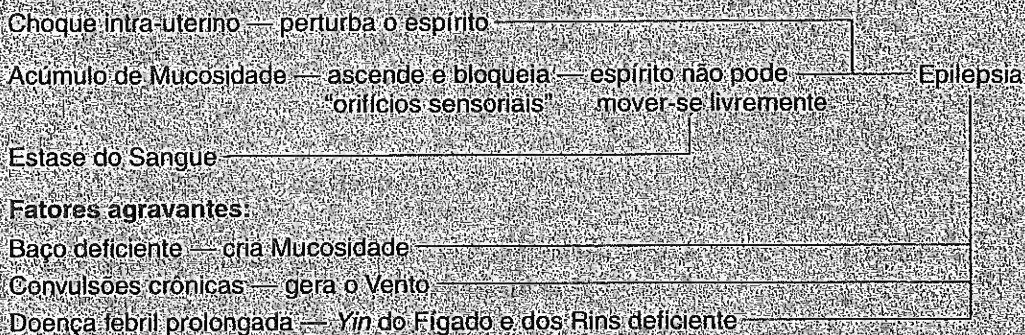 Choque intra-uterino — perturba o espírito
Acúmulo de Mucosidade — ascende e bloqueia — espírito não pode — Epilepsia
"orifícios sensoriais" mover-se livremente
Estase do Sangue
Fatores agravantes:
Baço deficiente — cria Mucosidade
Convulsões crônicas — gera o Vento
Doença febril prolongada — Yin do Fígado e dos Rins deficiente